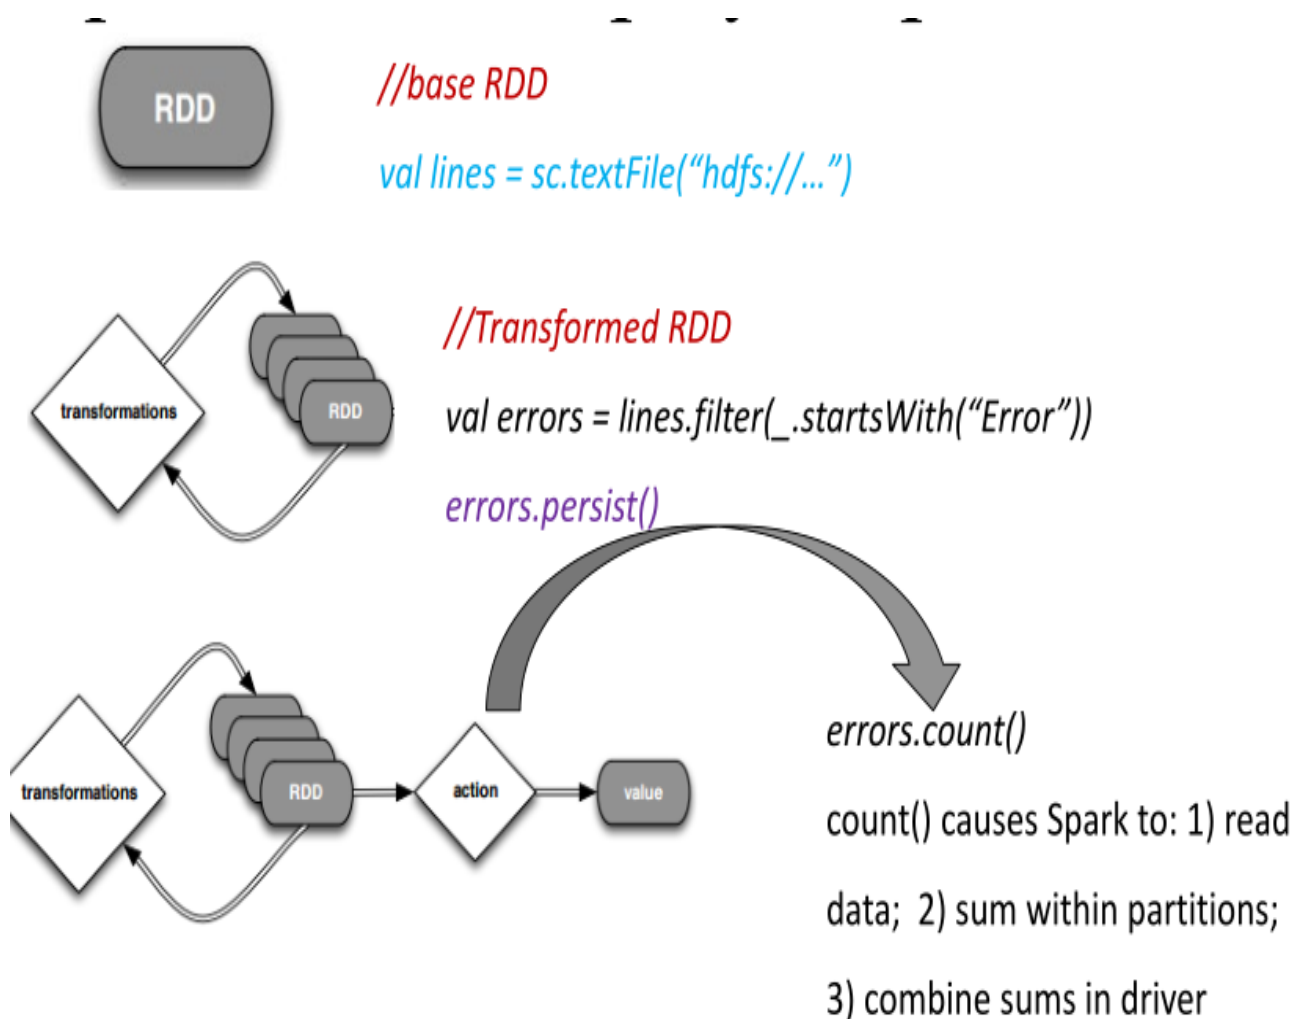 RDD
//base RDD
val lines = sc.textFile(“hdfs://...”)
transformations
RDD
//Transformed RDD
val errors = lines.filter(_.startsWith(“Error”))
errors.persist()
transformations
RDD
action
value
errors.count()
count() causes Spark to: 1) read
data;  2) sum within partitions;
3) combine sums in driver